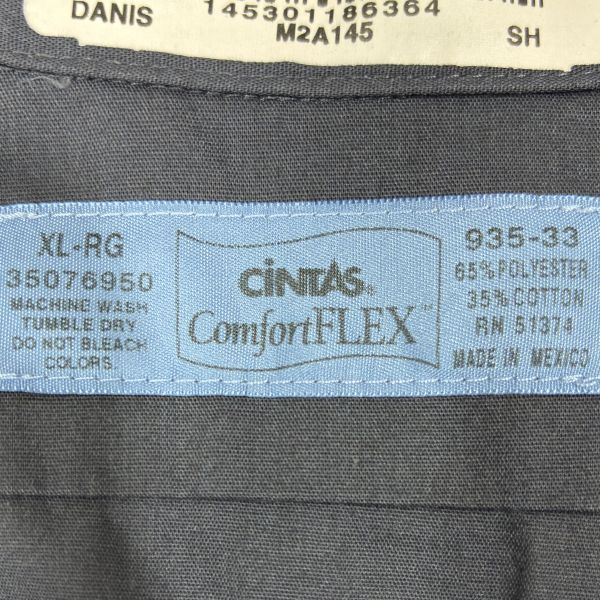 DANIS
145301186364
M2A145
SH
XL-RG
35076950
MACHINE WASH
TUMBLE DRY
DO NOT BLEACH
COLORS.
CINTAS®
ComfortFLEX™
935-33
65% POLYESTER
35% COTTON
RN 51374
MADE IN MEXICO